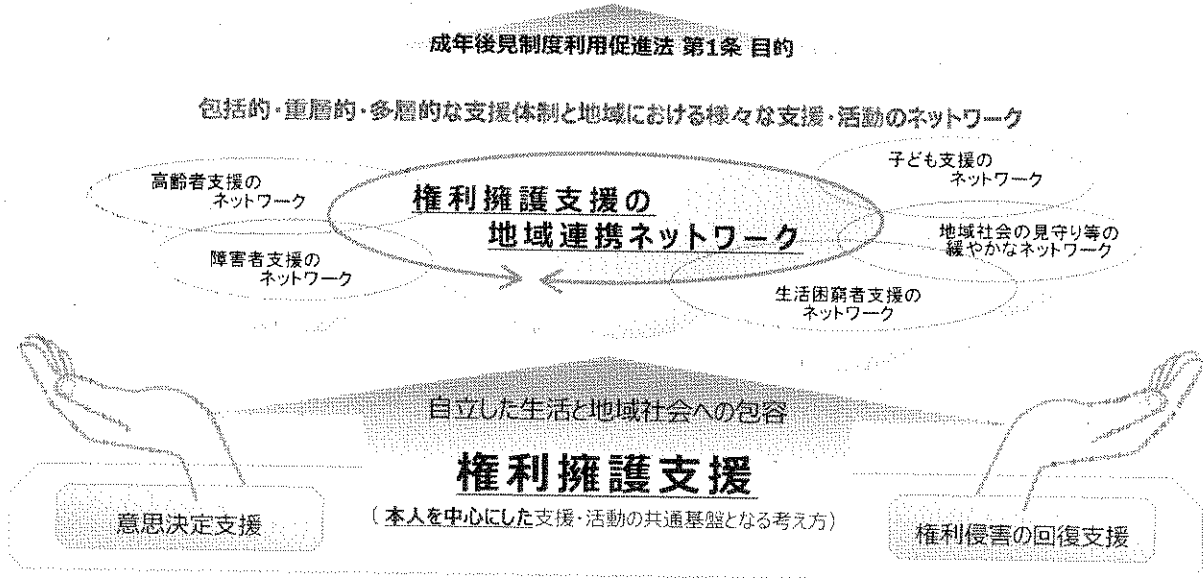 成年後見制度利用促進法 第1条 目的
包括的・重層的・多層的な支援体制と地域における様々な支援・活動のネットワーク
高齢者支援の
ネットワーク
子ども支援の
ネットワーク
権利擁護支援の
地域連携ネットワーク
障害者支援の
ネットワーク
地域社会の見守り等の
緩やかなネットワーク
生活困窮者支援の
ネットワーク
自立した生活と地域社会への包容
権利擁護支援
(本人を中心にした支援・活動の共通基盤となる考え方)
意思決定支援
権利侵害の回復支援